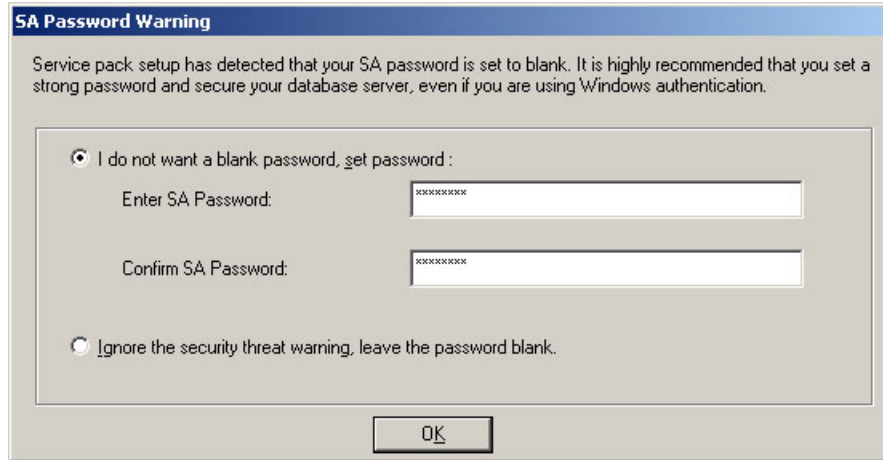 SA Password Warning
Service pack setup has detected that your SA password is set to blank. It is highly recommended that you set a
strong password and secure your database server, even if you are using Windows authentication.
I do not want a blank password, set password :
Enter SA Password:
xxxxxxxx
Confirm SA Password:
xxxxxxxx
Ignore the security threat warning, leave the password blank.
OK